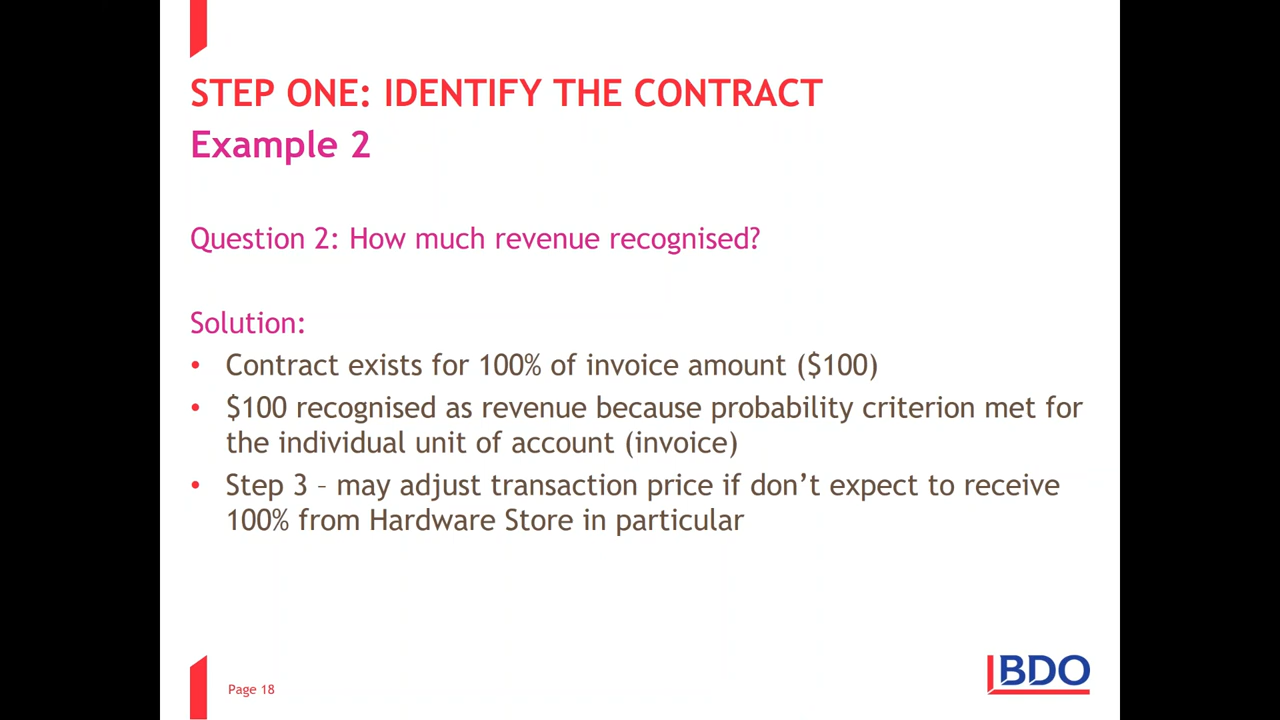 STEP ONE: IDENTIFY THE CONTRACT
Example 2
Question 2: How much revenue recognised?
Solution:
• Contract exists for 100% of invoice amount ($100)
• $100 recognised as revenue because probability criterion met for
the individual unit of account (invoice)
• Step 3 – may adjust transaction price if don’t expect to receive
100% from Hardware Store in particular
Page 18
BDO